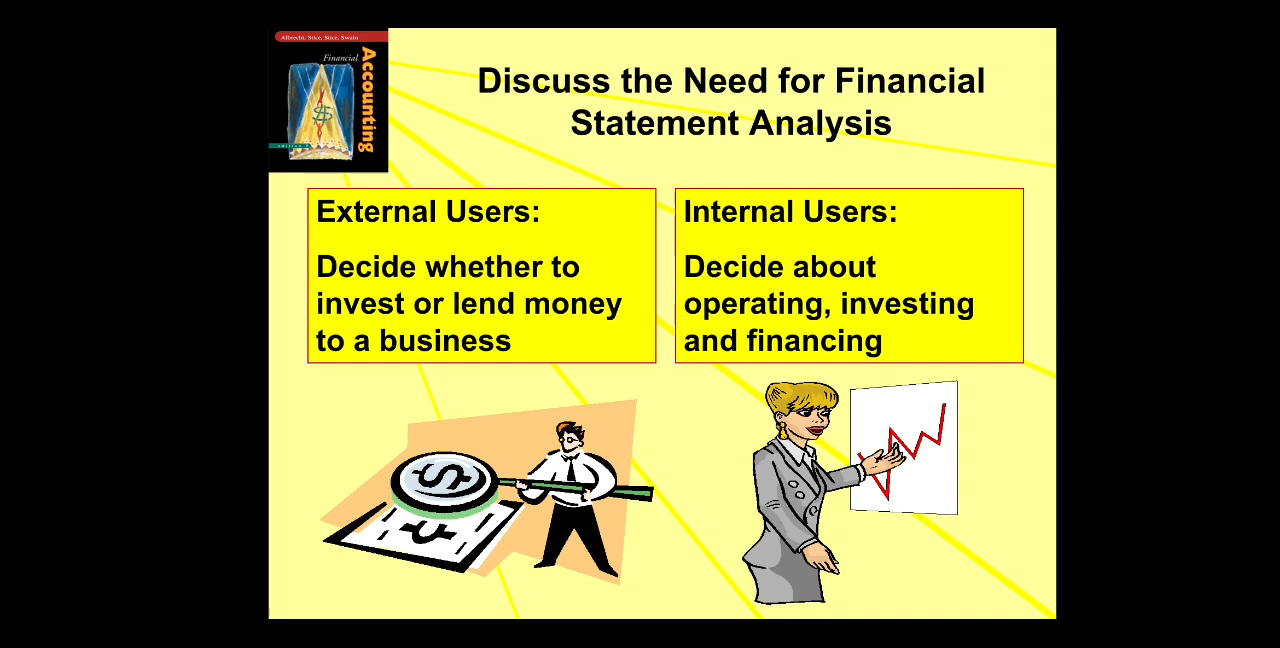 Albrecht, Stice, Stice, Swain
Financial
Accounting
Discuss the Need for Financial
Statement Analysis
External Users:
Decide whether to
invest or lend money
to a business
Internal Users:
Decide about
operating, investing
and financing